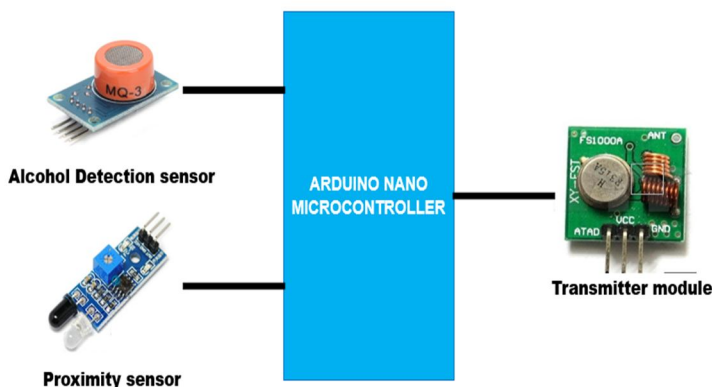 MQ-3
Alcohol Detection sensor
Proximity sensor
ARDUINO NANO
MICROCONTROLLER
FS1000A
ANT
XY-FST
VCC
ATAD
GND
Transmitter module